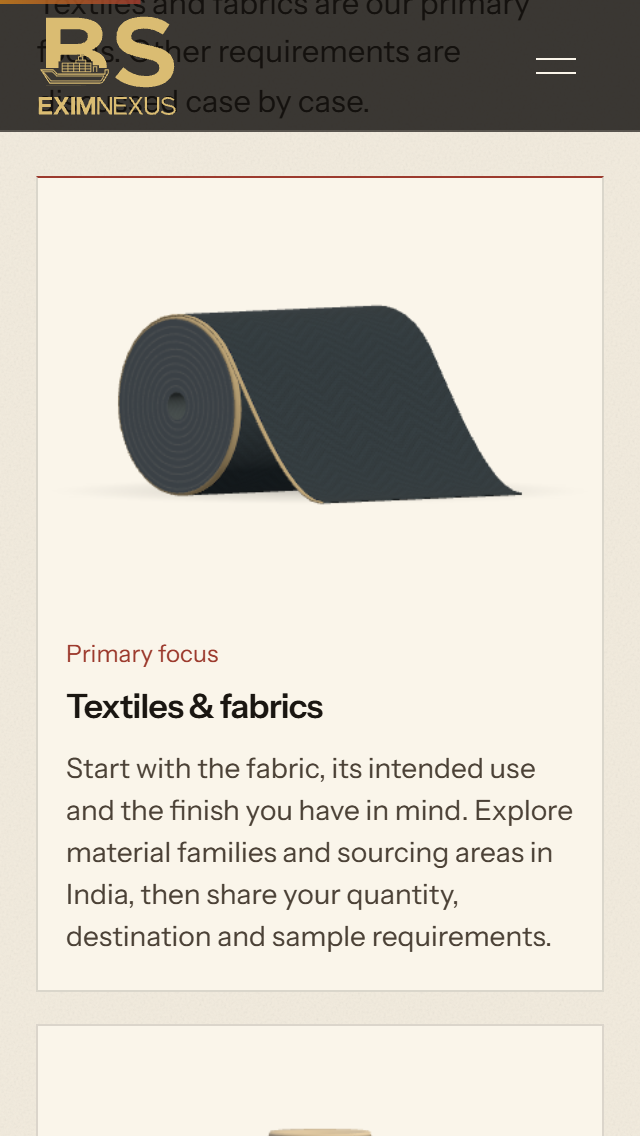 Textiles and fabrics are our primary
focus. Other requirements are
discussed case by case.
BS
EXIMNEXUS
Primary focus
Textiles & fabrics
Start with the fabric, its intended use
and the finish you have in mind. Explore
material families and sourcing areas in
India, then share your quantity,
destination and sample requirements.